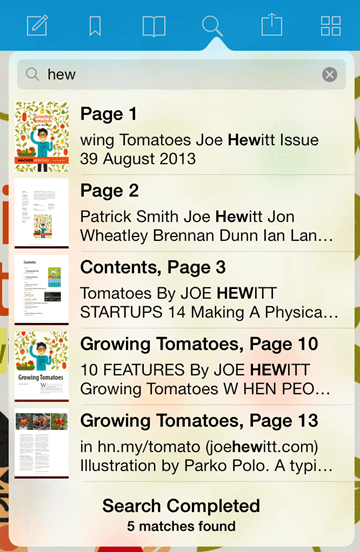 hew
Page 1
wing Tomatoes Joe Hewitt Issue
39 August 2013
Page 2
Patrick Smith Joe Hewitt Jon
Wheatley Brennan Dunn Ian Lan…
Contents, Page 3
Tomatoes By JOE HEWITT
STARTUPS 14 Making A Physica…
Growing Tomatoes, Page 10
10 FEATURES By JOE HEWITT
Growing Tomatoes W HEN PEO…
Growing Tomatoes, Page 13
in hn.my/tomato (joehewitt.com)
Illustration by Parko Polo. A typi…
Search Completed
5 matches found